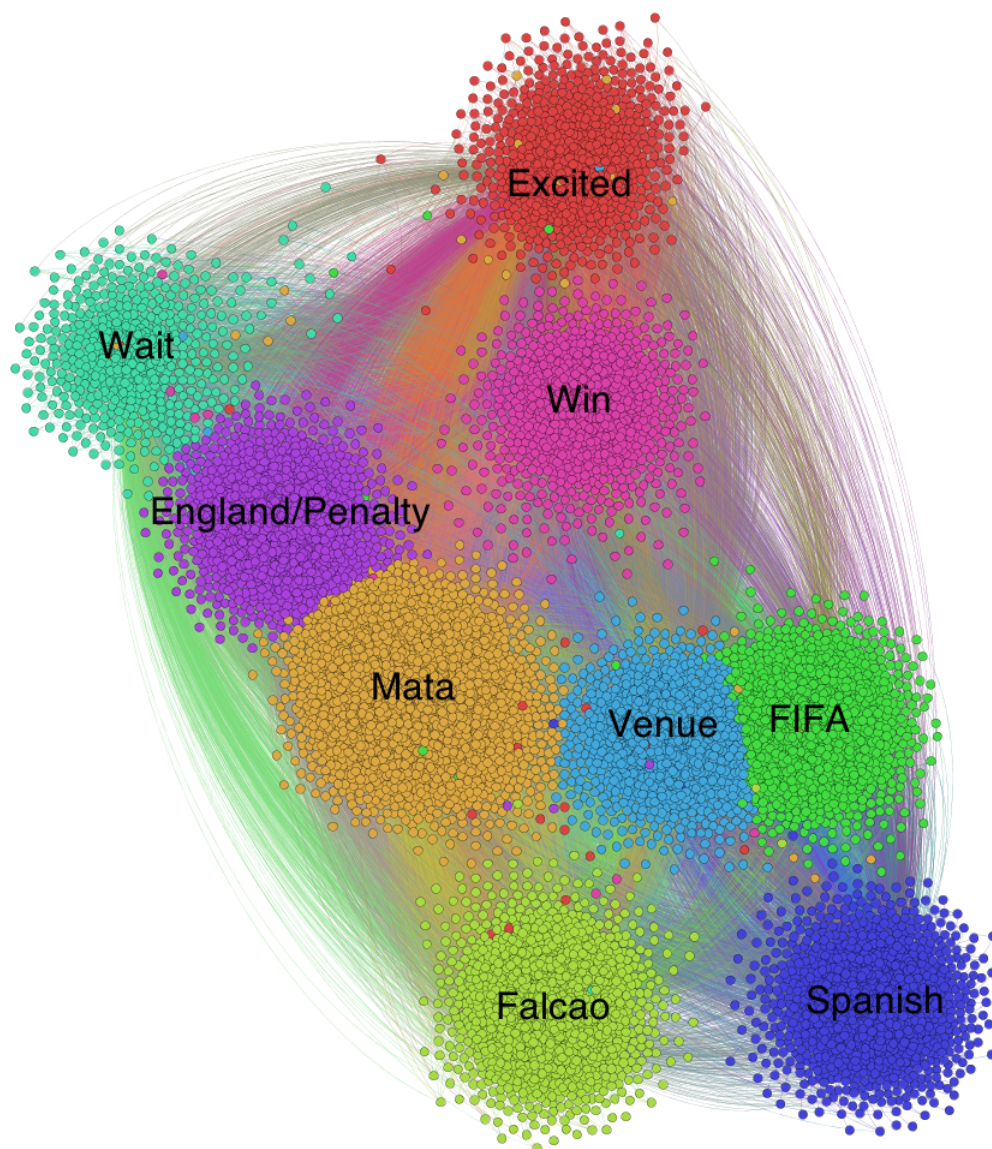 Excited
Wait
Win
England/Penalty
Mata
Venue
FIFA
Falcao
Spanish